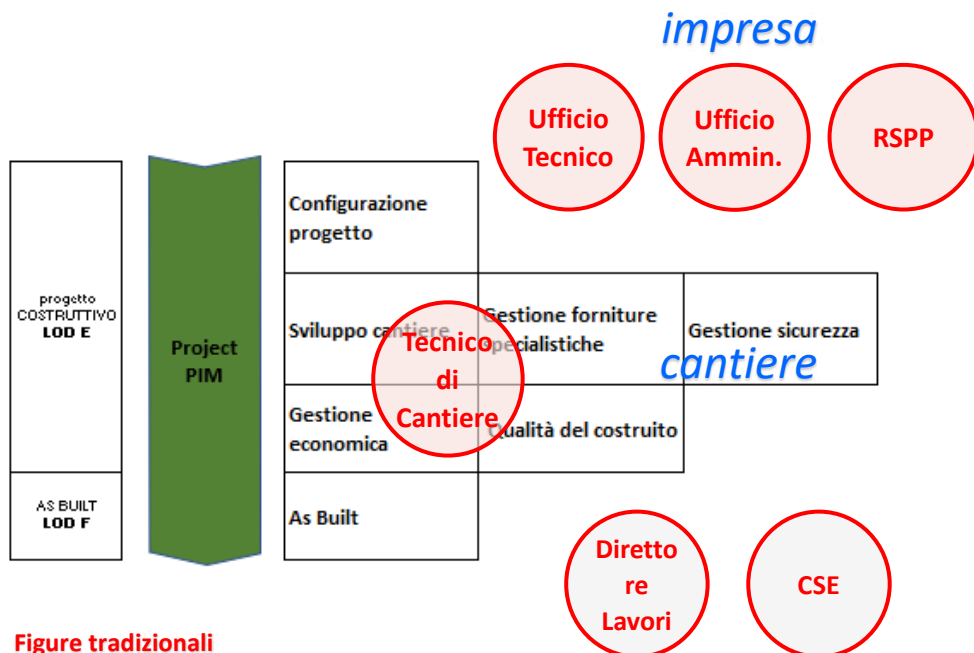 impresa
Ufficio
Tecnico
Ufficio
Ammin.
RSPP
progetto
COSTRUTTIVO
LOD E
AS BUILT
LOD F
Project
PIM
Configurazione
progetto
Sviluppo cantiere
Gestione forniture
specialistiche
Gestione sicurezza
cantiere
Tecnico
di
Cantiere
Gestione
economica
Qualità del costruito
As Built
Diretto
re
Lavori
CSE
Figure tradizionali